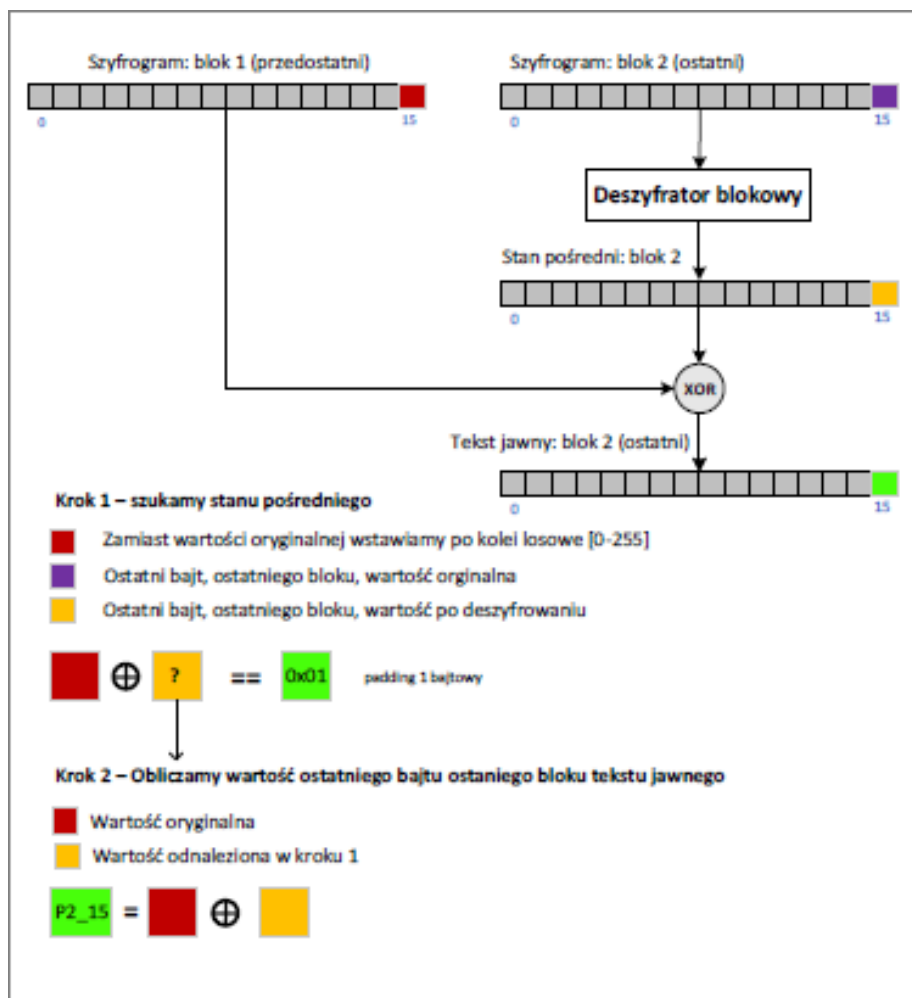 Szyfrogram: blok 1 (przedostatni)
Szyfrogram: blok 2 (ostatni)
0
15
0
15
Deszyfrator blokowy
Stan pośredni: blok 2
0
15
XOR
Tekst jawny: blok 2 (ostatni)
0
15
Krok 1 – szukamy stanu pośredniego
Zamiast wartości oryginalnej wstawiamy po kolei losowe [0-255]
Ostatni bajt, ostatniego bloku, wartość orginalna
Ostatni bajt, ostatniego bloku, wartość po deszyfrowaniu
⊕ ? == 0x01 padding 1 bajtowy
Krok 2 – Obliczamy wartość ostatniego bajtu ostaniego bloku tekstu jawnego
Wartość oryginalna
Wartość odnaleziona w kroku 1
P2_15 = ⊕